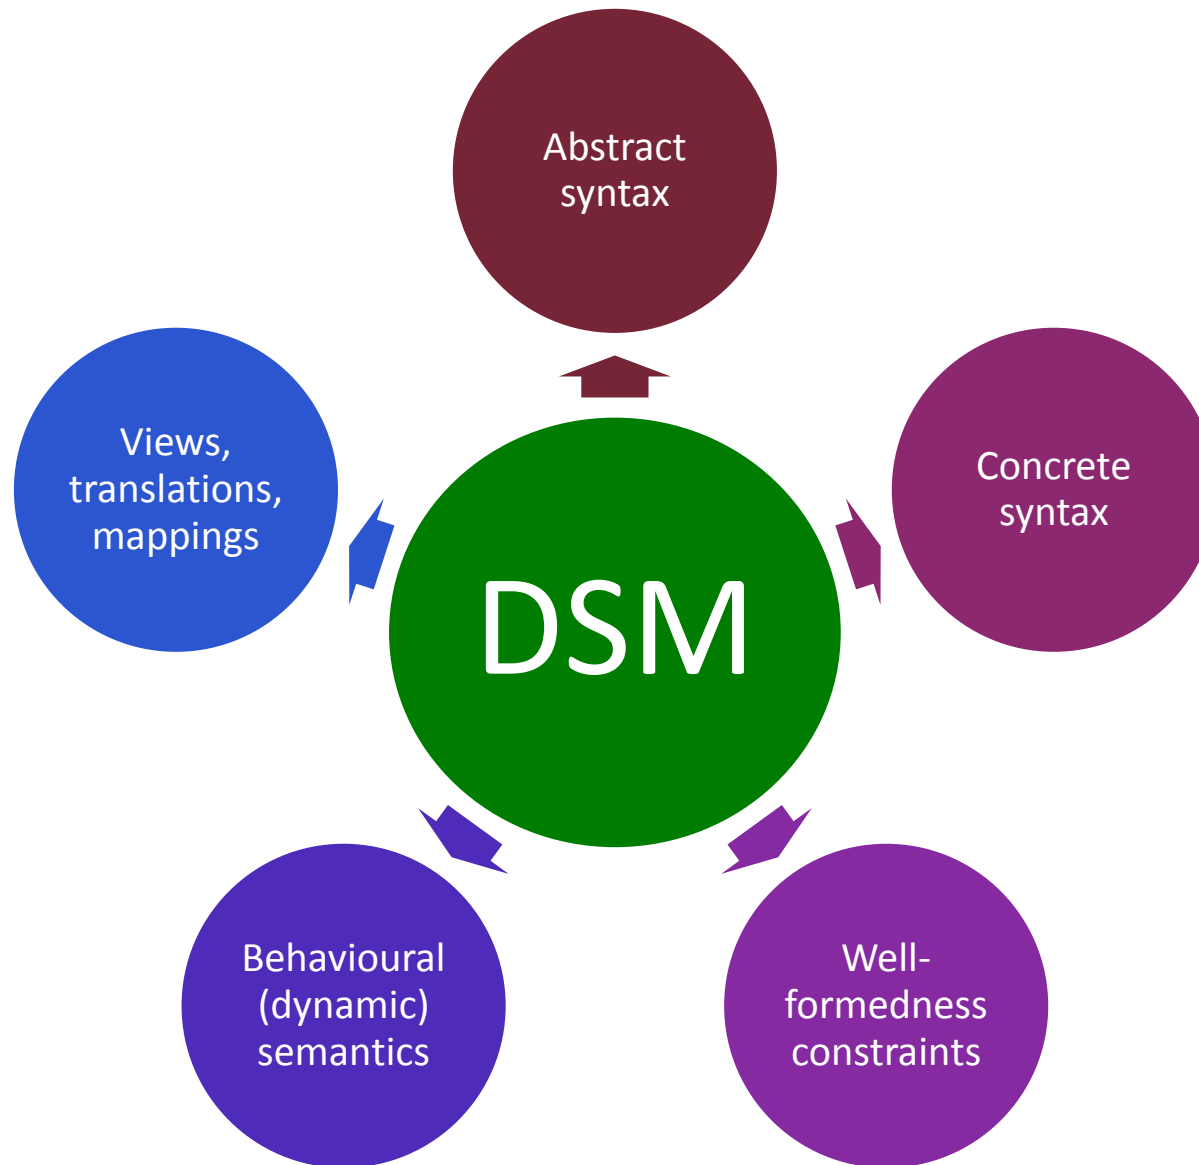 Abstract
syntax
Views,
translations,
mappings
Concrete
syntax
DSM
Behavioural
(dynamic)
semantics
Well-
formedness
constraints